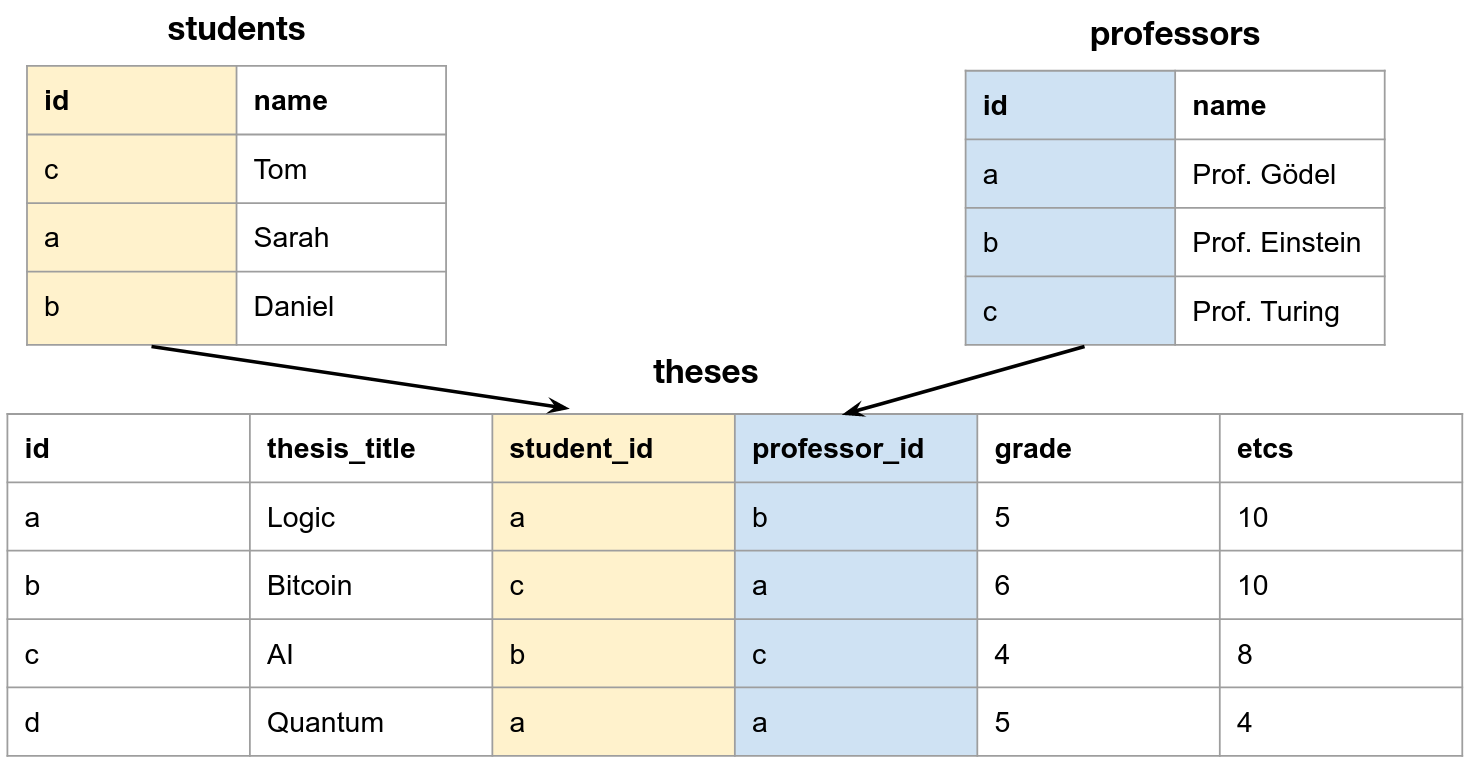 students
id name
c Tom
a Sarah
b Daniel
professors
id name
a Prof. Gödel
b Prof. Einstein
c Prof. Turing
theses
id thesis_title student_id professor_id grade etcs
a Logic a b 5 10
b Bitcoin c a 6 10
c AI b c 4 8
d Quantum a a 5 4